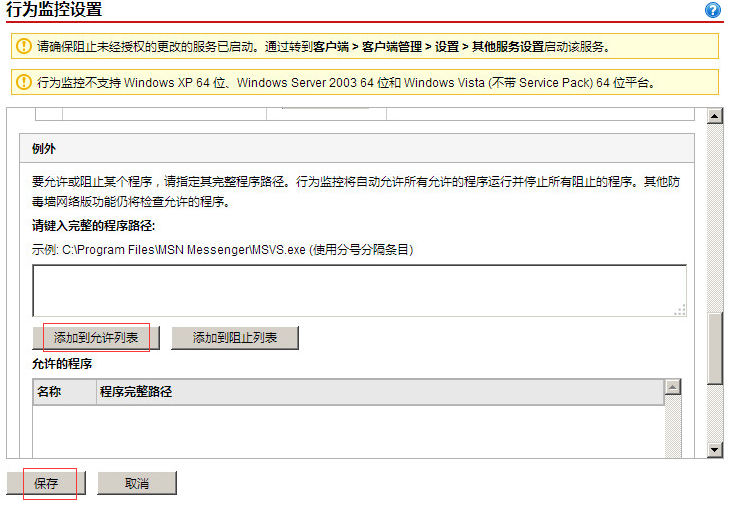 行为监控设置
请确保阻止未经授权的更改的服务已启动。通过转到客户端 > 客户端管理 > 设置 > 其他服务设置启动该服务。
行为监控不支持 Windows XP 64 位、Windows Server 2003 64 位和 Windows Vista (不带 Service Pack) 64 位平台。
例外
要允许或阻止某个程序，请指定其完整程序路径。行为监控将自动允许所有允许的程序运行并停止所有阻止的程序。其他防
毒墙网络版功能仍将检查允许的程序。
请键入完整的程序路径:
示例: C:\Program Files\MSN Messenger\MSVS.exe (使用分号分隔条目)
添加到允许列表 添加到阻止列表
允许的程序
名称 程序完整路径
保存 取消